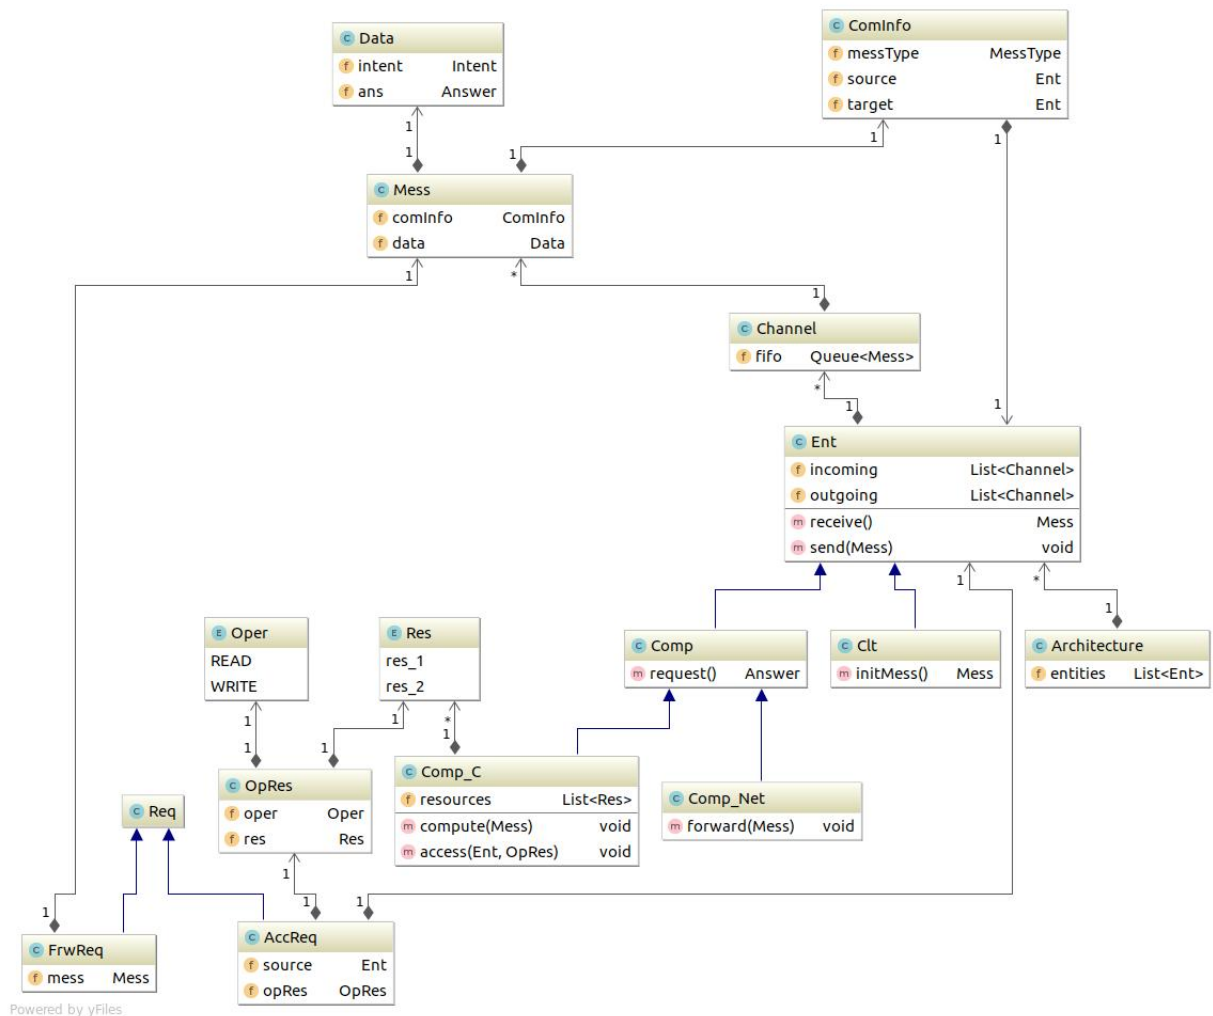 C Data
f intent Intent
f ans Answer
C ComInfo
f messType MessType
f source Ent
f target Ent
1
1
1
1
1
C Mess
f comInfo ComInfo
f data Data
1
*
1
C Channel
f fifo Queue<Mess>
*
1
1
C Ent
f incoming List<Channel>
f outgoing List<Channel>
m receive() Mess
m send(Mess) void
1
*
1
E Oper
READ
WRITE
E Res
res_1
res_2
C Comp
m request() Answer
C Clt
m initMess() Mess
C Architecture
f entities List<Ent>
1
1
1
1
*
1
C OpRes
f oper Oper
f res Res
C Comp_C
f resources List<Res>
m compute(Mess) void
m access(Ent, OpRes) void
C Comp_Net
m forward(Mess) void
C Req
1
1
1
1
C FrwReq
f mess Mess
C AccReq
f source Ent
f opRes OpRes
Powered by yFiles